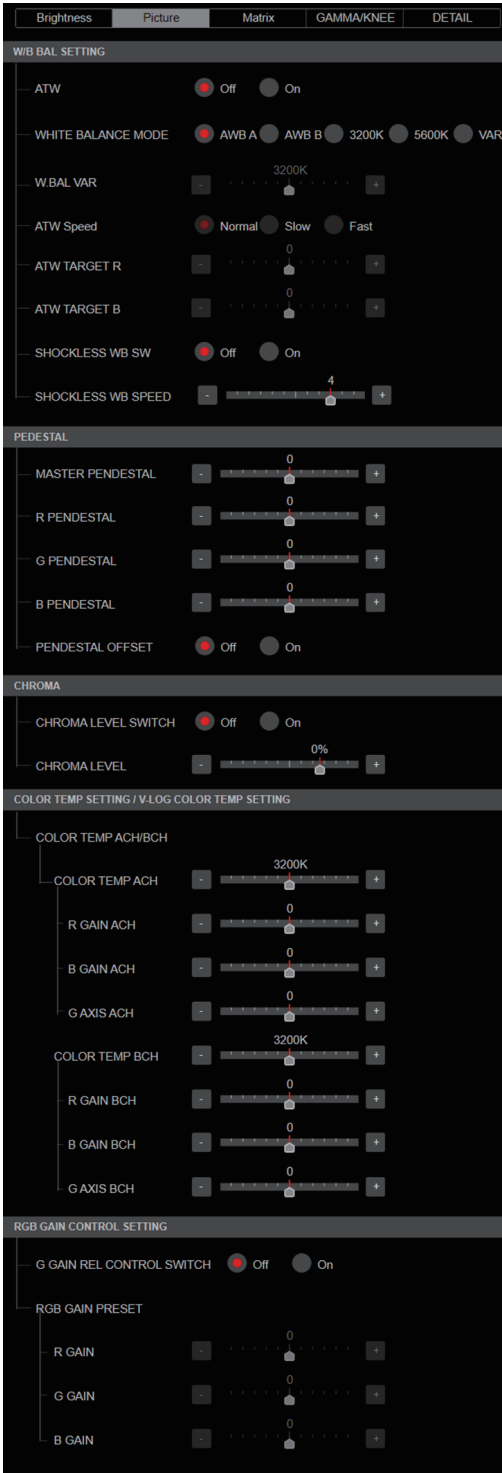 Brightness Picture Matrix GAMMA/KNEE DETAIL
W/B BAL SETTING
ATW Off On
WHITE BALANCE MODE AWB A AWB B 3200K 5600K VAR
3200K
W.BAL VAR - +
ATW Speed Normal Slow Fast
0
ATW TARGET R - +
0
ATW TARGET B - +
SHOCKLESS WB SW Off On
4
SHOCKLESS WB SPEED - +
PEDESTAL
0
MASTER PENDESTAL - +
0
R PENDESTAL - +
0
G PENDESTAL - +
0
B PENDESTAL - +
PENDESTAL OFFSET Off On
CHROMA
CHROMA LEVEL SWITCH Off On
0%
CHROMA LEVEL - +
COLOR TEMP SETTING / V-LOG COLOR TEMP SETTING
COLOR TEMP ACH/BCH
3200K
COLOR TEMP ACH - +
0
R GAIN ACH - +
0
B GAIN ACH - +
0
G AXIS ACH - +
3200K
COLOR TEMP BCH - +
0
R GAIN BCH - +
0
B GAIN BCH - +
0
G AXIS BCH - +
RGB GAIN CONTROL SETTING
G GAIN REL CONTROL SWITCH Off On
RGB GAIN PRESET
0
R GAIN - +
0
G GAIN - +
0
B GAIN - +